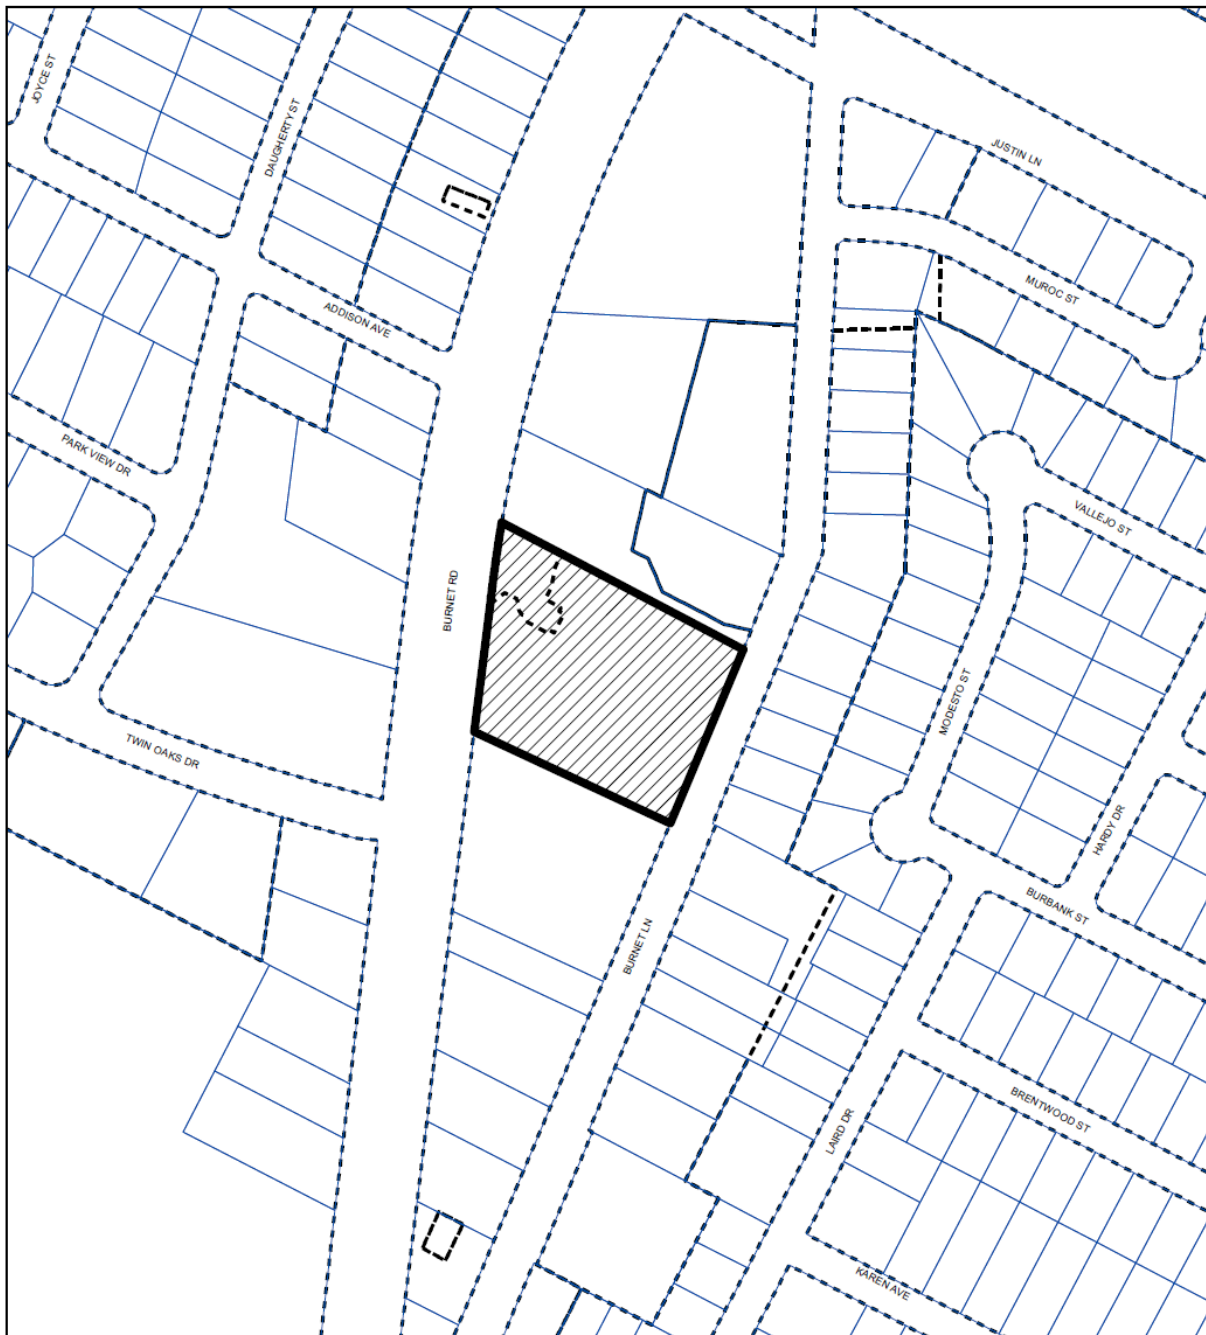 JOYCE ST
DAUGHERTY ST
JUSTIN LN
MUROC ST
ADDISON AVE
PARK VIEW DR
VALLEJO ST
BURNET RD
MODESTO ST
TWIN OAKS DR
HARDY DR
BURBANK ST
BURNET LN
BRENTWOOD ST
LAIRD DR
KAREN AVE